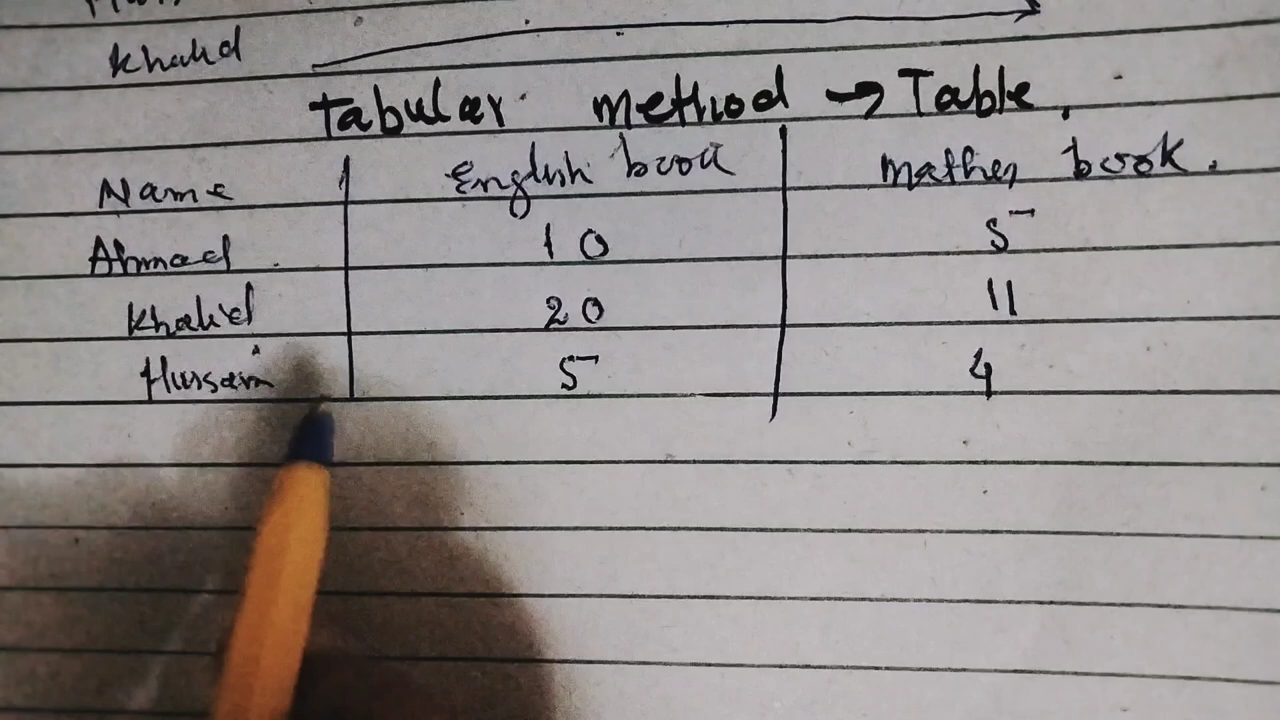 Khalid
tabular method → Table,
Name English book Mathes book.
Ahmad 10 5
Khalid 20 11
Husain 5 4